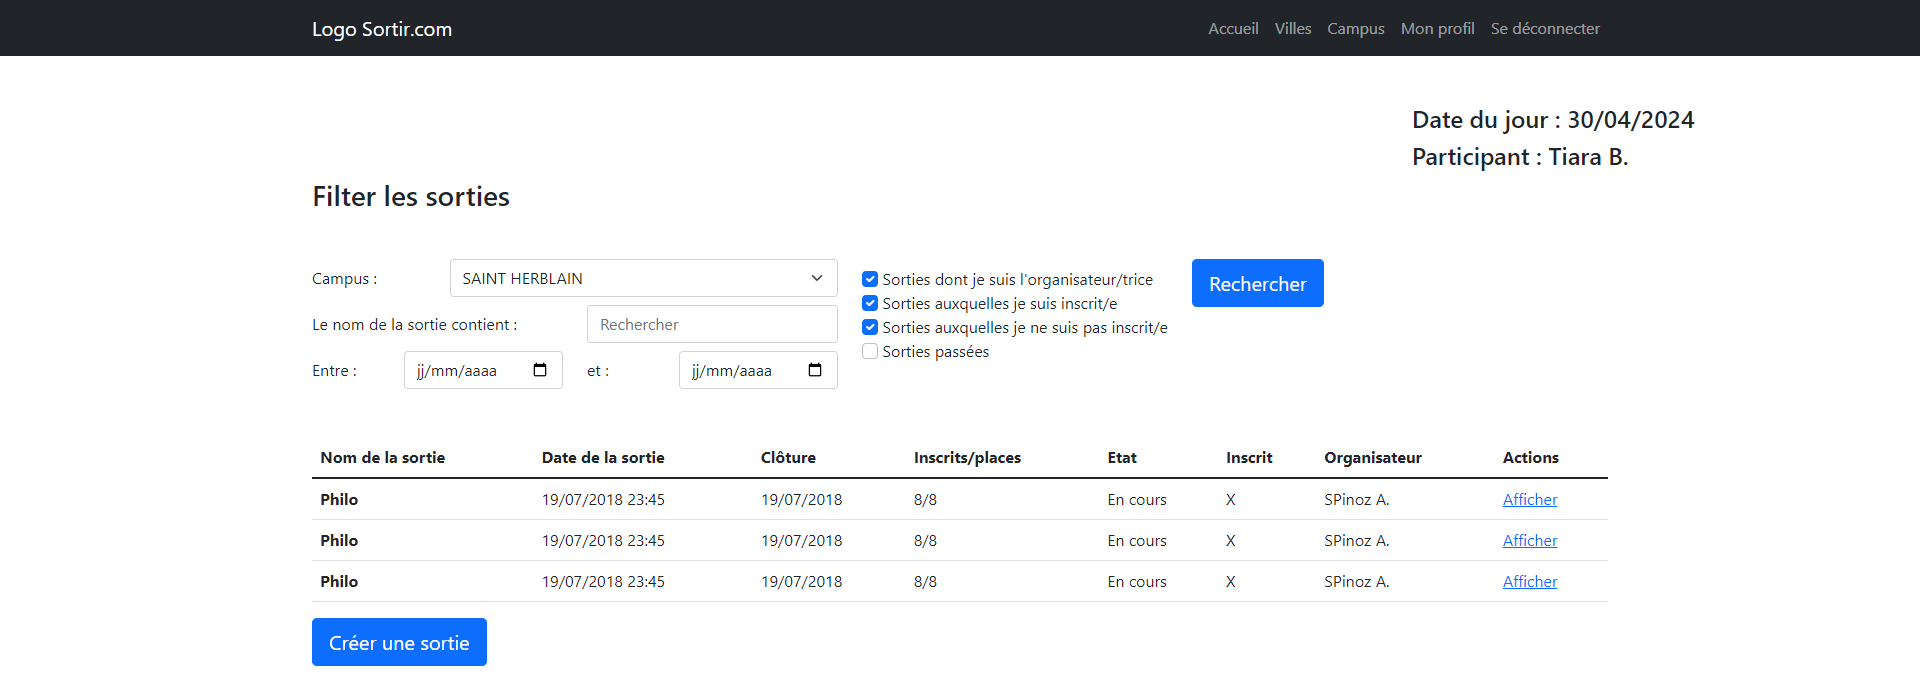 Logo Sortir.com Accueil Villes Campus Mon profil Se déconnecter
Date du jour : 30/04/2024
Participant : Tiara B.
Filter les sorties
Campus : SAINT HERBLAIN
Le nom de la sortie contient : Rechercher
Entre : jj/mm/aaaa et : jj/mm/aaaa
Sorties dont je suis l'organisateur/trice
Sorties auxquelles je suis inscrit/e
Sorties auxquelles je ne suis pas inscrit/e
Sorties passées
Rechercher
Nom de la sortie Date de la sortie Clôture Inscrits/places Etat Inscrit Organisateur Actions
Philo 19/07/2018 23:45 19/07/2018 8/8 En cours X SPinoz A. Afficher
Philo 19/07/2018 23:45 19/07/2018 8/8 En cours X SPinoz A. Afficher
Philo 19/07/2018 23:45 19/07/2018 8/8 En cours X SPinoz A. Afficher
Créer une sortie